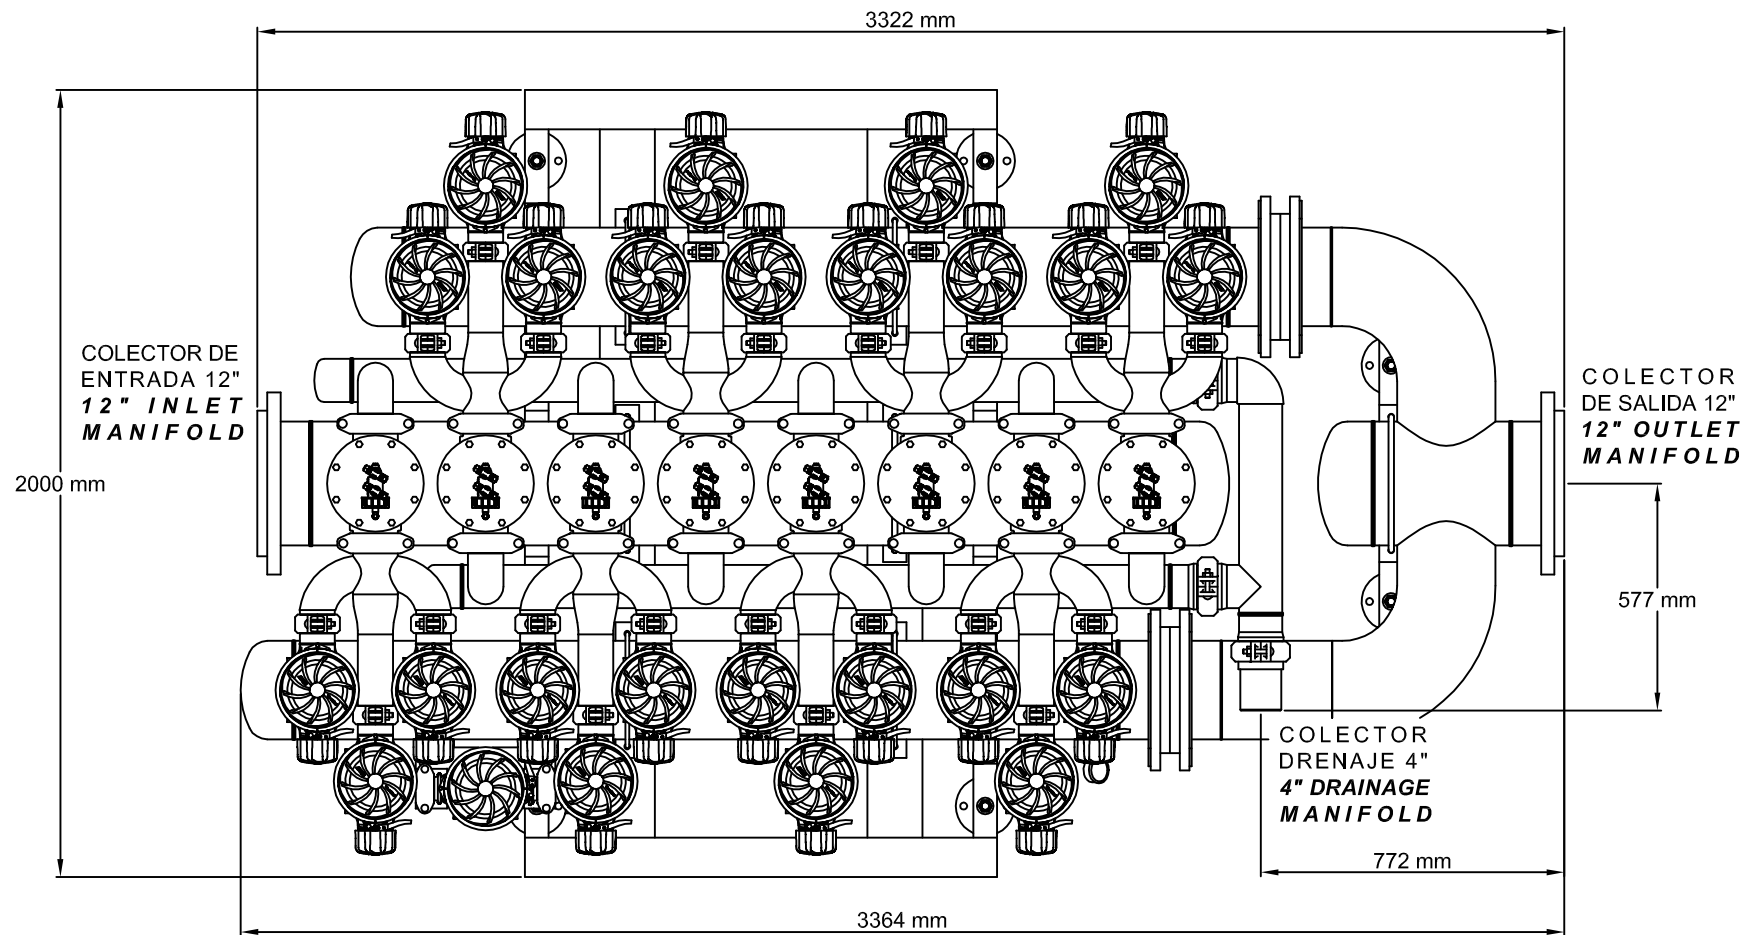 3322 mm
COLECTOR DE
ENTRADA 12"
12" INLET
MANIFOLD
COLECTOR
DE SALIDA 12"
12" OUTLET
MANIFOLD
2000 mm
577 mm
COLECTOR
DRENAJE 4"
4" DRAINAGE
MANIFOLD
772 mm
3364 mm